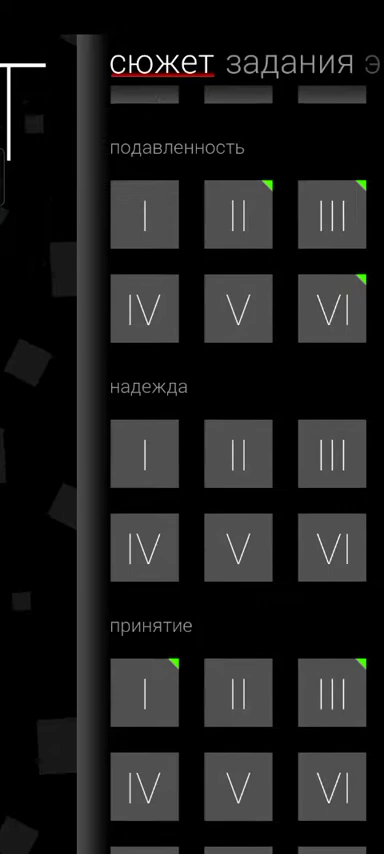 сюжет задания э
подавленность
I II III
IV V VI
надежда
I II III
IV V VI
принятие
I II III
IV V VI